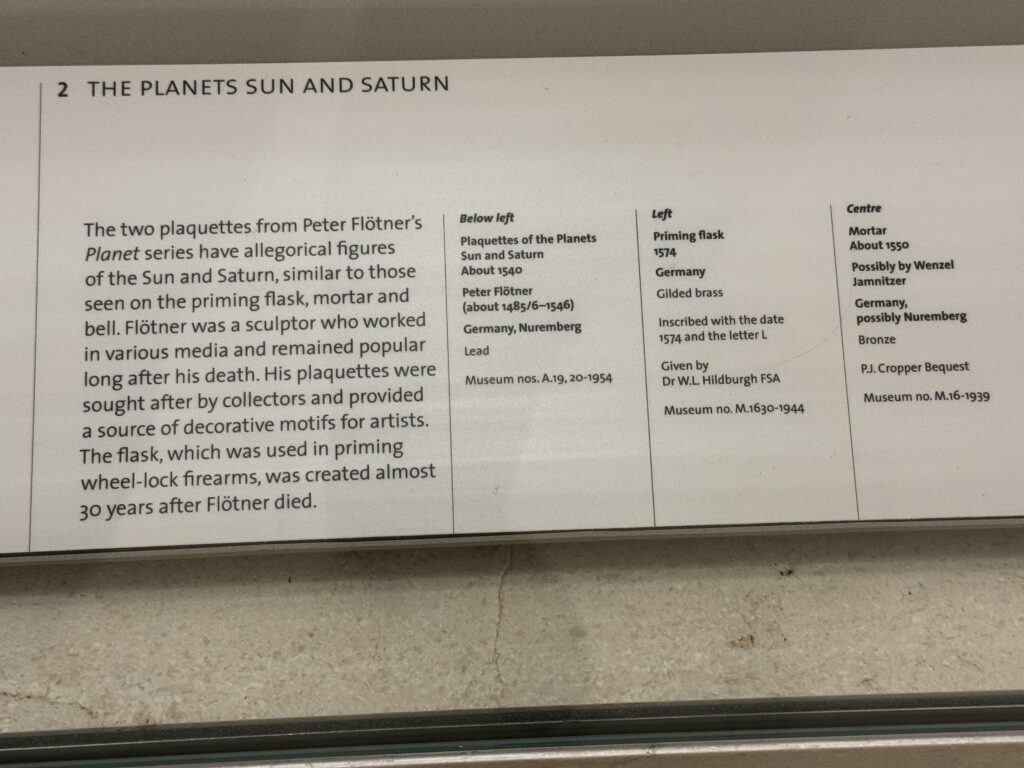 2 THE PLANETS SUN AND SATURN
The two plaquettes from Peter Flötner's
Planet series have allegorical figures
of the Sun and Saturn, similar to those
seen on the priming flask, mortar and
bell. Flötner was a sculptor who worked
in various media and remained popular
long after his death. His plaquettes were
sought after by collectors and provided
a source of decorative motifs for artists.
The flask, which was used in priming
wheel-lock firearms, was created almost
30 years after Flötner died.
Below left
Plaquettes of the Planets
Sun and Saturn
About 1540
Peter Flötner
(about 1485/6–1546)
Germany, Nuremberg
Lead
Museum nos. A.19, 20-1954
Left
Priming flask
1574
Germany
Gilded brass
Inscribed with the date
1574 and the letter L
Given by
Dr W.L. Hildburgh FSA
Museum no. M.1630-1944
Centre
Mortar
About 1550
Possibly by Wenzel
Jamnitzer
Germany,
possibly Nuremberg
Bronze
P.J. Cropper Bequest
Museum no. M.16-1939